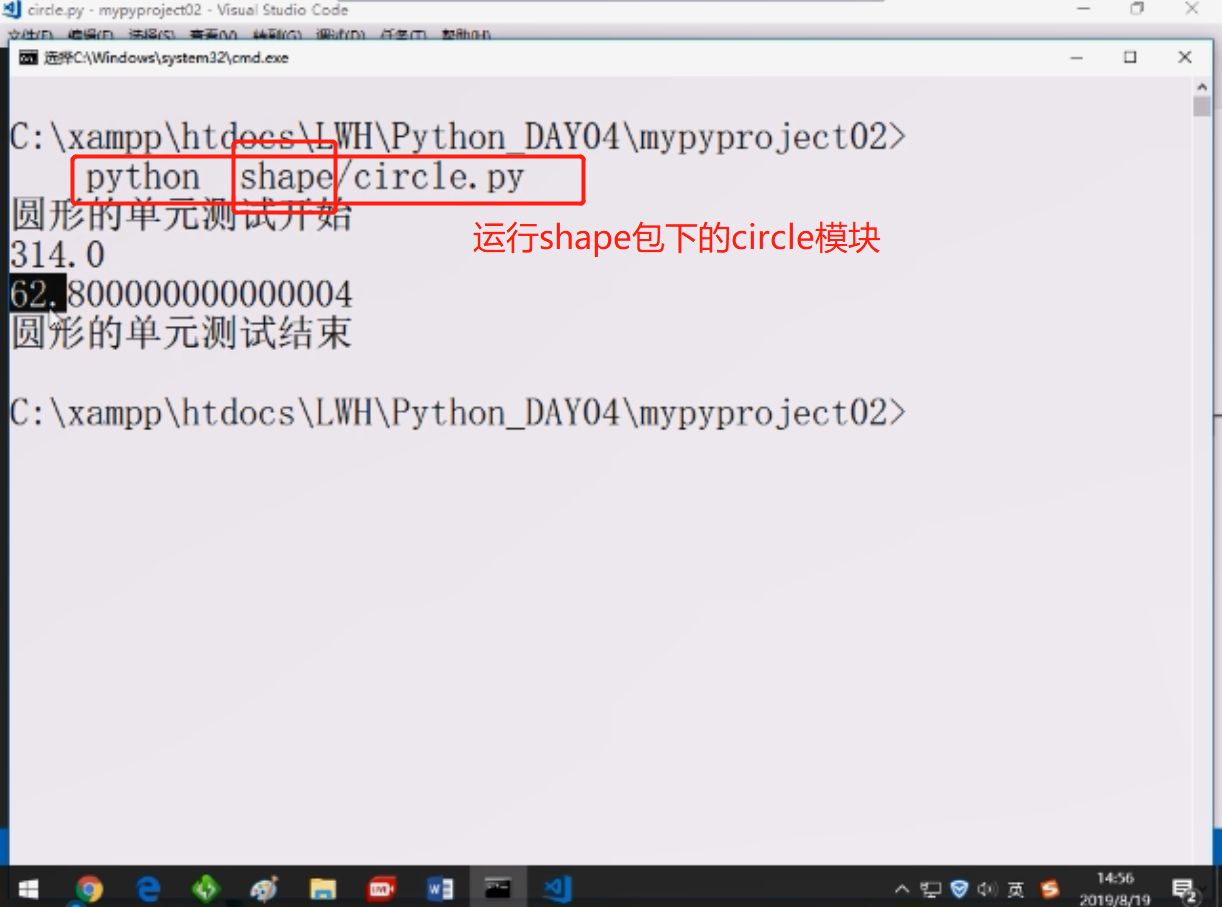 circle.py - mypyproject02 - Visual Studio Code
文件(F) 编辑(E) 选择(S) 查看(V) 转到(G) 调试(D) 任务(T) 帮助(H)
选择C:\Windows\system32\cmd.exe
C:\xampp\htdocs\LWH\Python_DAY04\mypyproject02>
python shape/circle.py
圆形的单元测试开始
运行shape包下的circle模块
314.0
62.800000000000004
圆形的单元测试结束
C:\xampp\htdocs\LWH\Python_DAY04\mypyproject02>
英
14:56
2019/8/19
2